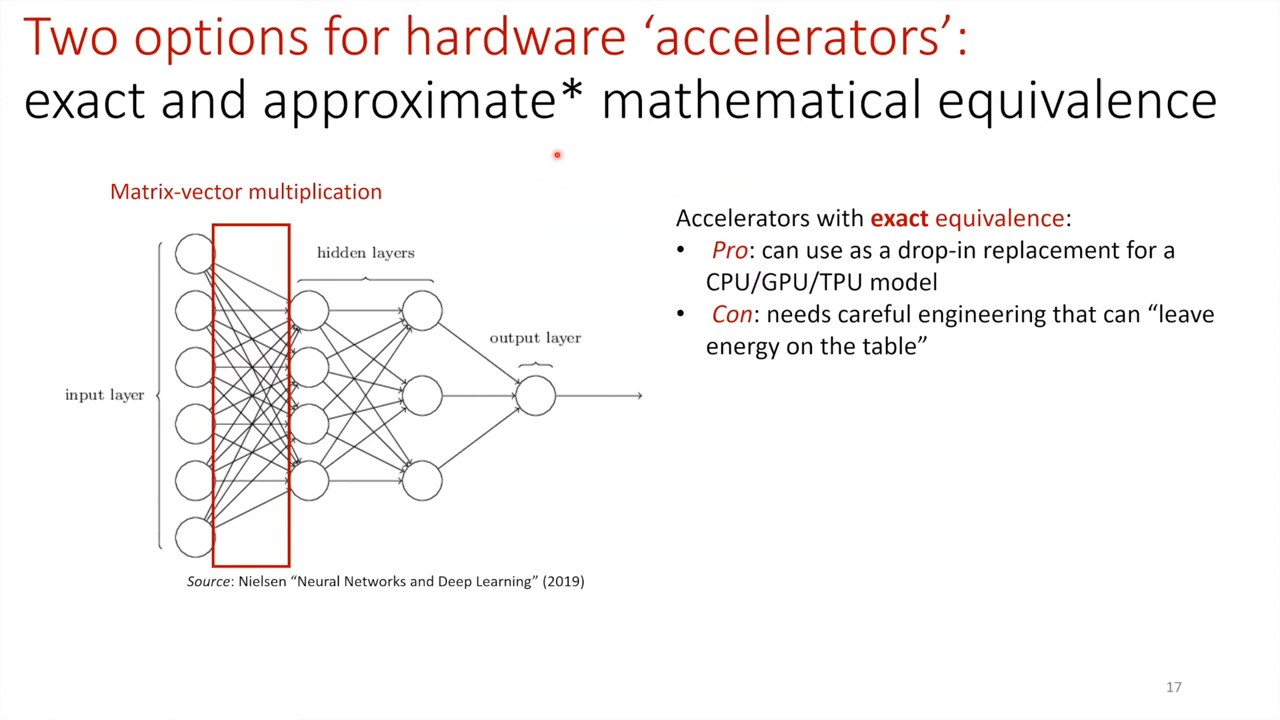 Two options for hardware ‘accelerators’:
exact and approximate* mathematical equivalence
Matrix-vector multiplication
hidden layers
output layer
input layer
Source: Nielsen “Neural Networks and Deep Learning” (2019)
Accelerators with exact equivalence:
• Pro: can use as a drop-in replacement for a
CPU/GPU/TPU model
• Con: needs careful engineering that can “leave
energy on the table”
17